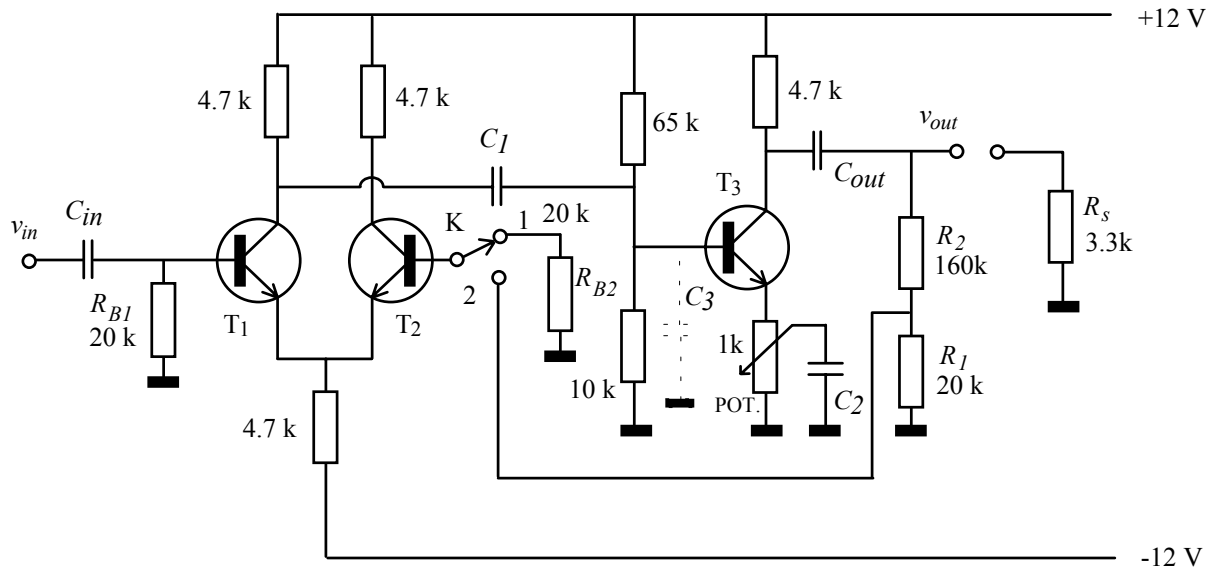 +12 V
4.7 k
4.7 k
65 k
4.7 k
vout
C1
Cout
T3
Rs
3.3k
Cin
vin
K
1
20 k
R2
160k
RB1
20 k
T1
T2
2
RB2
C3
1k
POT.
C2
R1
20 k
10 k
4.7 k
-12 V